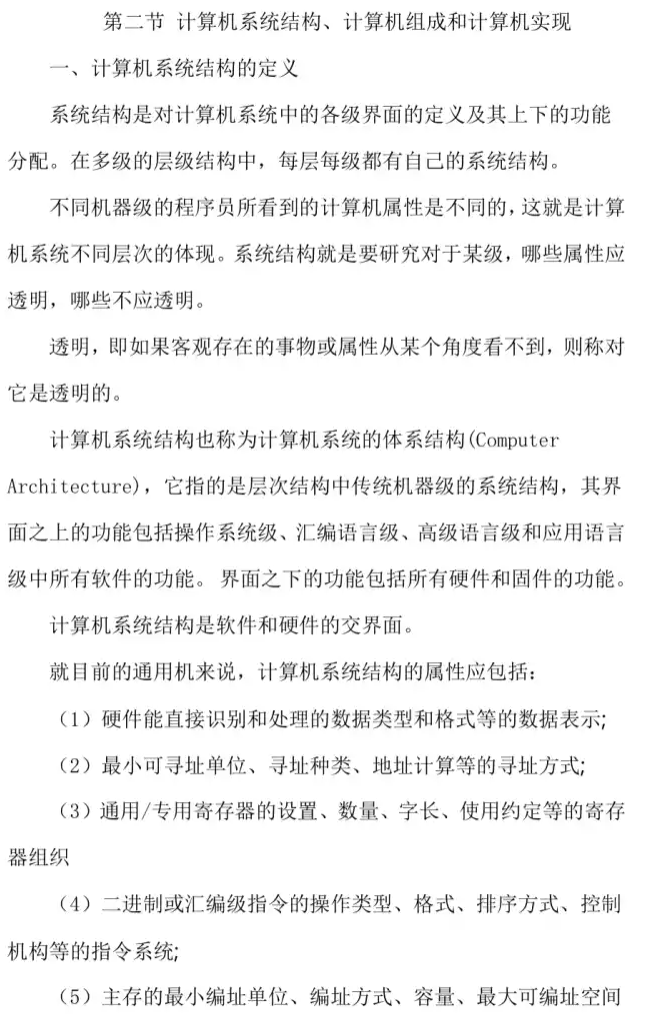 第二节 计算机系统结构、计算机组成和计算机实现
一、计算机系统结构的定义
系统结构是对计算机系统中的各级界面的定义及其上下的功能
分配。在多级的层级结构中，每层每级都有自己的系统结构。
不同机器级的程序员所看到的计算机属性是不同的，这就是计算
机系统不同层次的体现。系统结构就是要研究对于某级，哪些属性应
透明，哪些不应透明。
透明，即如果客观存在的事物或属性从某个角度看不到，则称对
它是透明的。
计算机系统结构也称为计算机系统的体系结构(Computer
Architecture)，它指的是层次结构中传统机器级的系统结构，其界
面之上的功能包括操作系统级、汇编语言级、高级语言级和应用语言
级中所有软件的功能。 界面之下的功能包括所有硬件和固件的功能。
计算机系统结构是软件和硬件的交界面。
就目前的通用机来说，计算机系统结构的属性应包括：
（1）硬件能直接识别和处理的数据类型和格式等的数据表示;
（2）最小可寻址单位、寻址种类、地址计算等的寻址方式;
（3）通用/专用寄存器的设置、数量、字长、使用约定等的寄存
器组织
（4）二进制或汇编级指令的操作类型、格式、排序方式、控制
机构等的指令系统;
（5）主存的最小编址单位、编址方式、容量、最大可编址空间